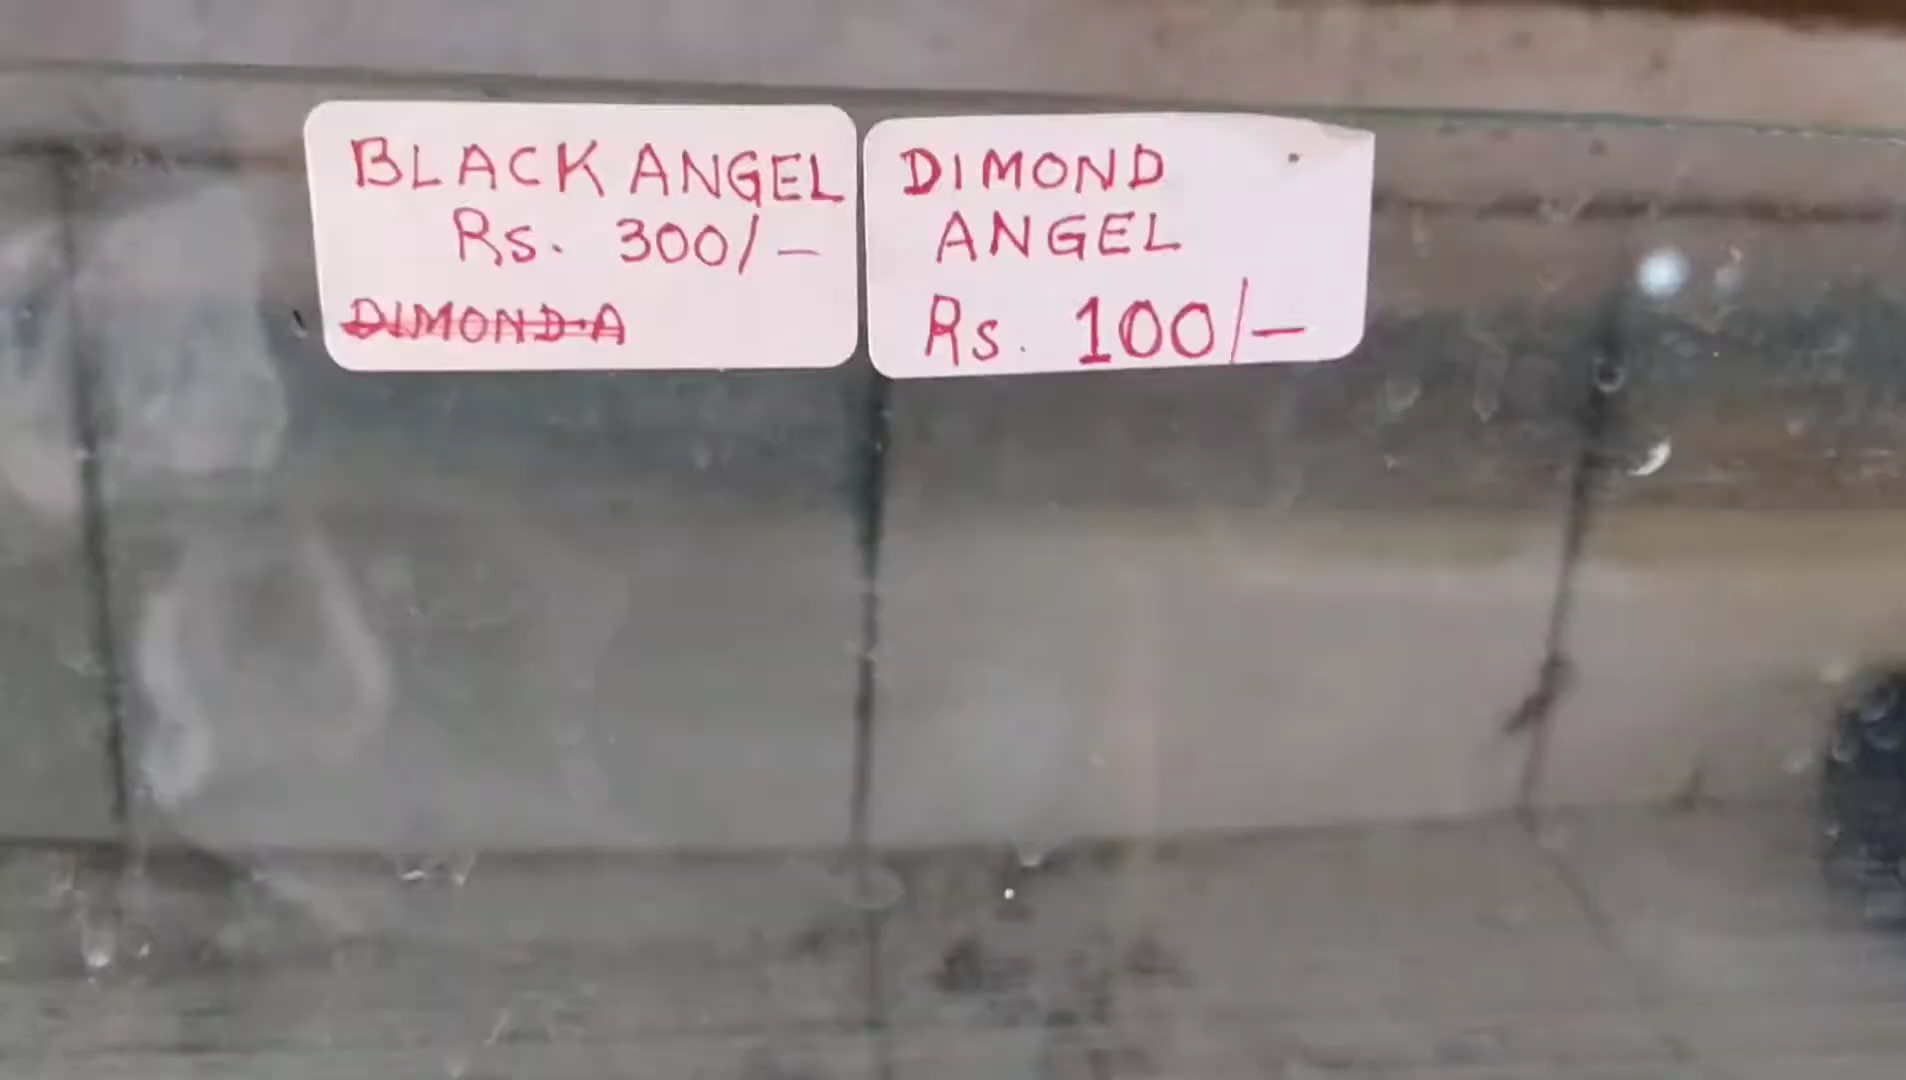 BLACK ANGEL
Rs. 300/-
DIMOND A
DIMOND
ANGEL
Rs. 100/-